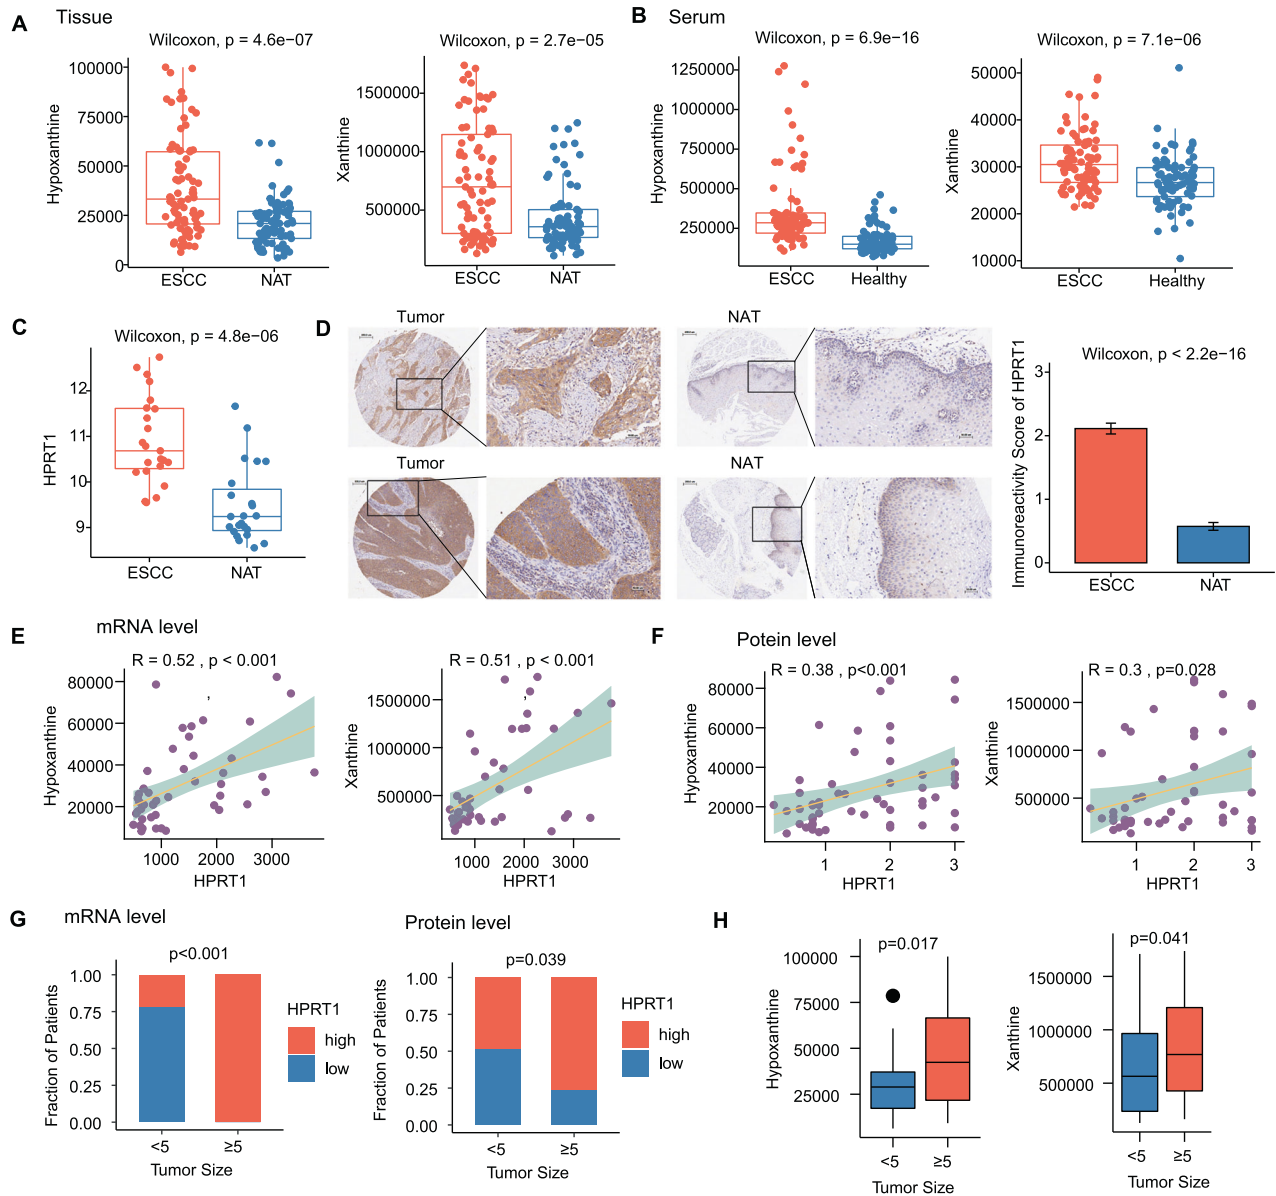 A Tissue
Wilcoxon, p = 4.6e−07
Hypoxanthine
100000
75000
50000
25000
0
ESCC NAT
Wilcoxon, p = 2.7e−05
Xanthine
1500000
1000000
500000
ESCC NAT
B Serum
Wilcoxon, p = 6.9e−16
Hypoxanthine
1250000
1000000
750000
500000
250000
ESCC Healthy
Wilcoxon, p = 7.1e−06
Xanthine
50000
40000
30000
20000
10000
ESCC Healthy
C
Wilcoxon, p = 4.8e−06
HPRT1
12
11
10
9
ESCC NAT
D
Tumor
NAT
Tumor
NAT
Wilcoxon, p < 2.2e−16
Immunoreactivity Score of HPRT1
3
2
1
0
ESCC NAT
E mRNA level
R = 0.52 , p < 0.001
,
Hypoxanthine
80000
60000
40000
20000
1000 2000 3000
HPRT1
R = 0.51 , p < 0.001
,
Xanthine
1500000
1000000
500000
1000 2000 3000
HPRT1
F Potein level
R = 0.38 , p<0.001
Hypoxanthine
80000
60000
40000
20000
1 2 3
HPRT1
R = 0.3 , p=0.028
Xanthine
1500000
1000000
500000
1 2 3
HPRT1
G mRNA level
p<0.001
Fraction of Patients
1.00
0.75
0.50
0.25
0.00
<5 ≥5
Tumor Size
HPRT1
high
low
Protein level
p=0.039
Fraction of Patients
1.00
0.75
0.50
0.25
0.00
<5 ≥5
Tumor Size
HPRT1
high
low
H
p=0.017
Hypoxanthine
100000
75000
50000
25000
<5 ≥5
Tumor Size
p=0.041
Xanthine
1500000
1000000
500000
<5 ≥5
Tumor Size